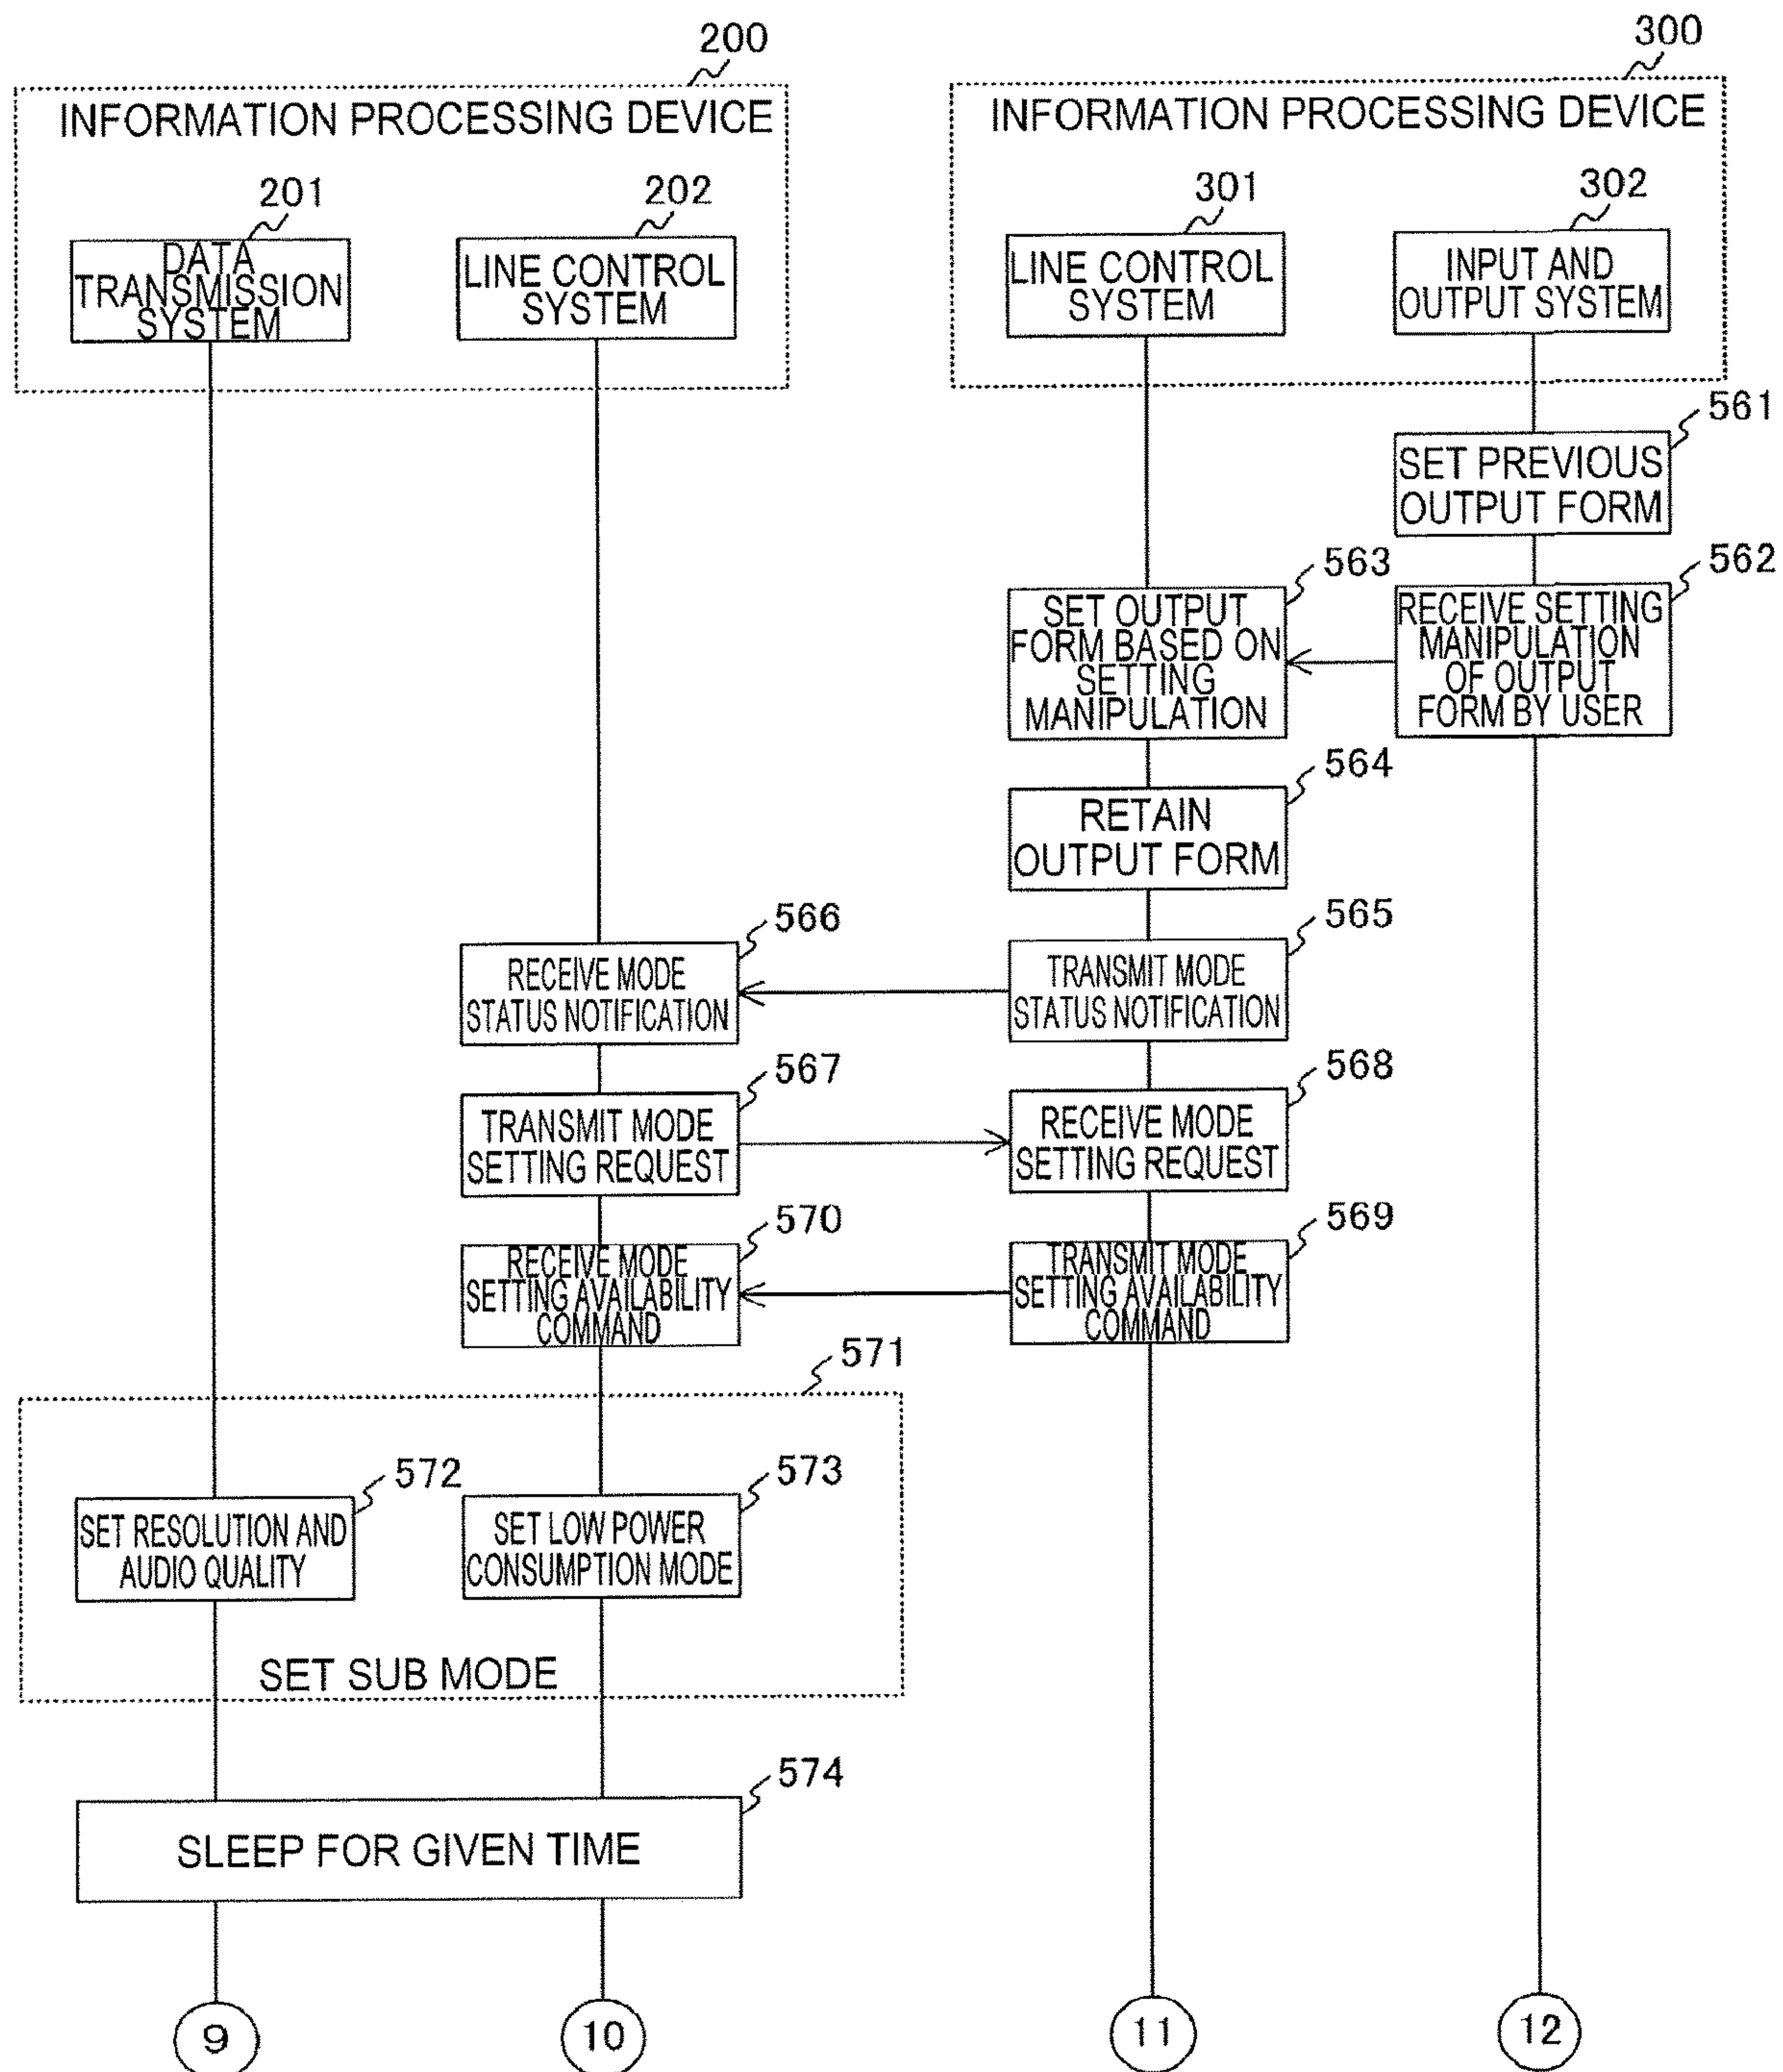 200
300
INFORMATION PROCESSING DEVICE
INFORMATION PROCESSING DEVICE
201
202
301
302
DATA
TRANSMISSION
SYSTEM
LINE CONTROL
SYSTEM
LINE CONTROL
SYSTEM
INPUT AND
OUTPUT SYSTEM
561
SET PREVIOUS
OUTPUT FORM
563
562
SET OUTPUT
FORM BASED ON
SETTING
MANIPULATION
RECEIVE SETTING
MANIPULATION
OF OUTPUT
FORM BY USER
564
RETAIN
OUTPUT FORM
566
565
RECEIVE MODE
STATUS NOTIFICATION
TRANSMIT MODE
STATUS NOTIFICATION
567
568
TRANSMIT MODE
SETTING REQUEST
RECEIVE MODE
SETTING REQUEST
570
569
RECEIVE MODE
SETTING AVAILABILITY
COMMAND
TRANSMIT MODE
SETTING AVAILABILITY
COMMAND
571
572
573
SET RESOLUTION AND
AUDIO QUALITY
SET LOW POWER
CONSUMPTION MODE
SET SUB MODE
574
SLEEP FOR GIVEN TIME
9
10
11
12